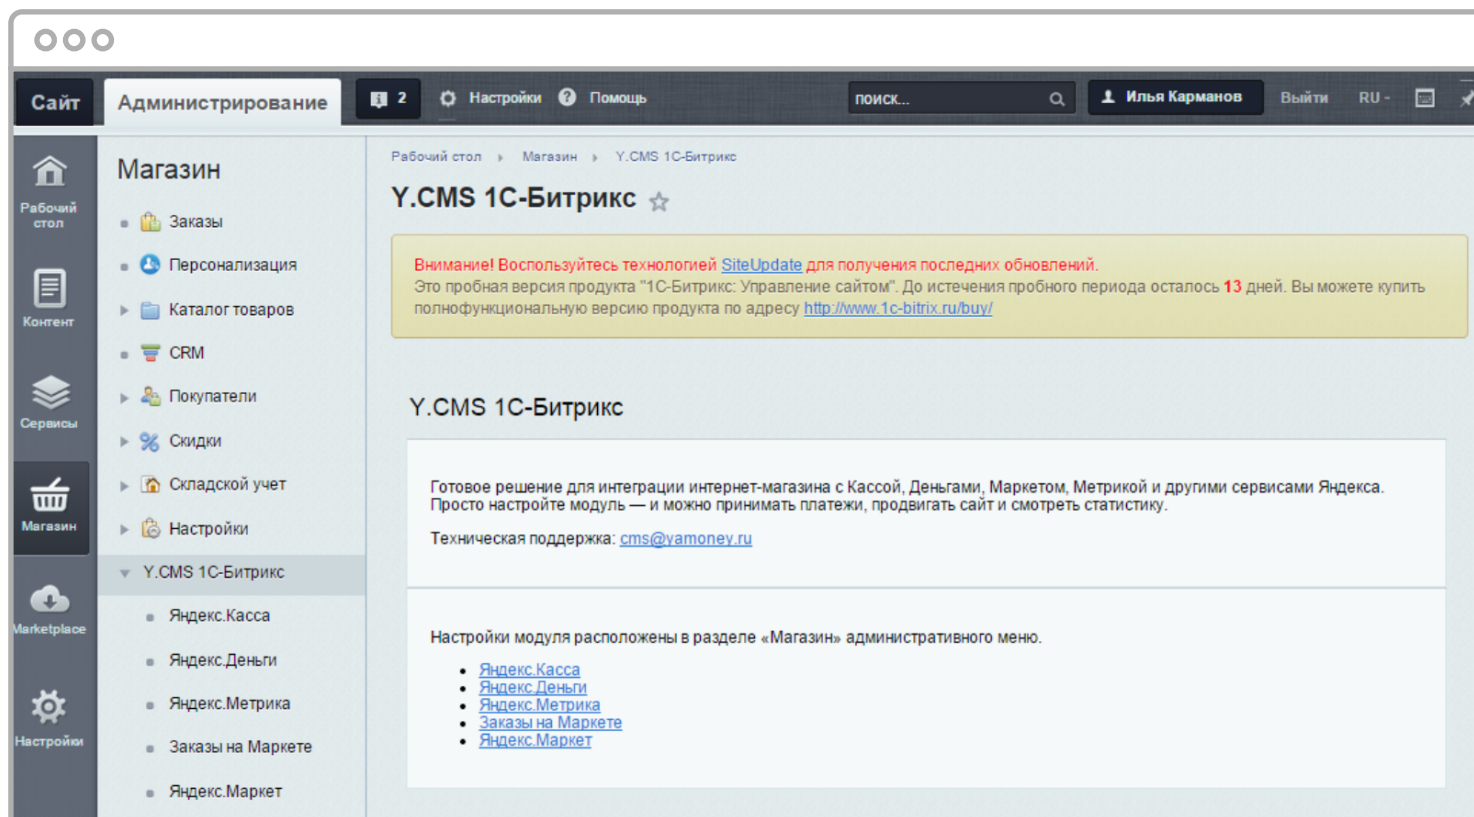 Сайт
Администрирование
2
Настройки
Помощь
поиск...
Илья Карманов
Выйти
RU
Рабочий
стол
Контент
Сервисы
Магазин
Marketplace
Настройки
Магазин
Заказы
Персонализация
Каталог товаров
CRM
Покупатели
Скидки
Складской учет
Настройки
Y.CMS 1С-Битрикс
Яндекс.Касса
Яндекс.Деньги
Яндекс.Метрика
Заказы на Маркете
Яндекс.Маркет
Рабочий стол Магазин Y.CMS 1С-Битрикс
Y.CMS 1С-Битрикс
Внимание! Воспользуйтесь технологией SiteUpdate для получения последних обновлений.
Это пробная версия продукта "1С-Битрикс: Управление сайтом". До истечения пробного периода осталось 13 дней. Вы можете купить
полнофункциональную версию продукта по адресу http://www.1c-bitrix.ru/buy/
Y.CMS 1С-Битрикс
Готовое решение для интеграции интернет-магазина с Кассой, Деньгами, Маркетом, Метрикой и другими сервисами Яндекса.
Просто настройте модуль — и можно принимать платежи, продвигать сайт и смотреть статистику.
Техническая поддержка: cms@yamoney.ru
Настройки модуля расположены в разделе «Магазин» административного меню.
Яндекс.Касса
Яндекс.Деньги
Яндекс.Метрика
Заказы на Маркете
Яндекс.Маркет